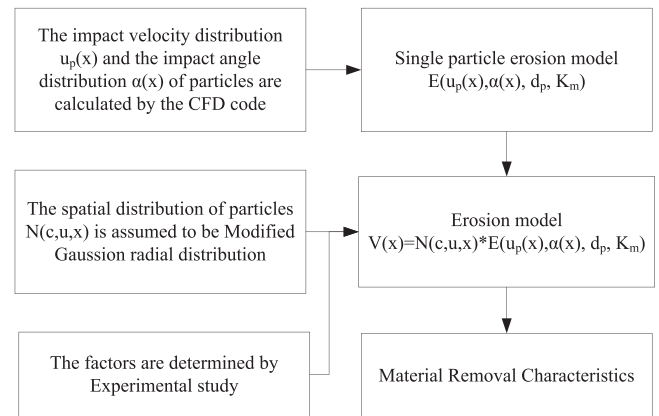 The impact velocity distribution
uₚ(x) and the impact angle
distribution α(x) of particles are
calculated by the CFD code
Single particle erosion model
E(uₚ(x),α(x), dₚ, Kₘ)
The spatial distribution of particles
N(c,u,x) is assumed to be Modified
Gaussion radial distribution
Erosion model
V(x)=N(c,u,x)*E(uₚ(x),α(x), dₚ, Kₘ)
The factors are determined by
Experimental study
Material Removal Characteristics